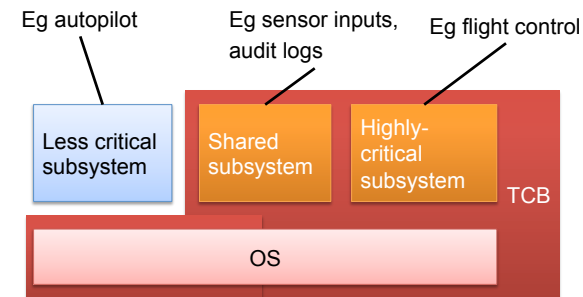 Eg autopilot
Eg sensor inputs,
audit logs
Eg flight control
Less critical
subsystem
Shared
subsystem
Highly-
critical
subsystem
TCB
OS